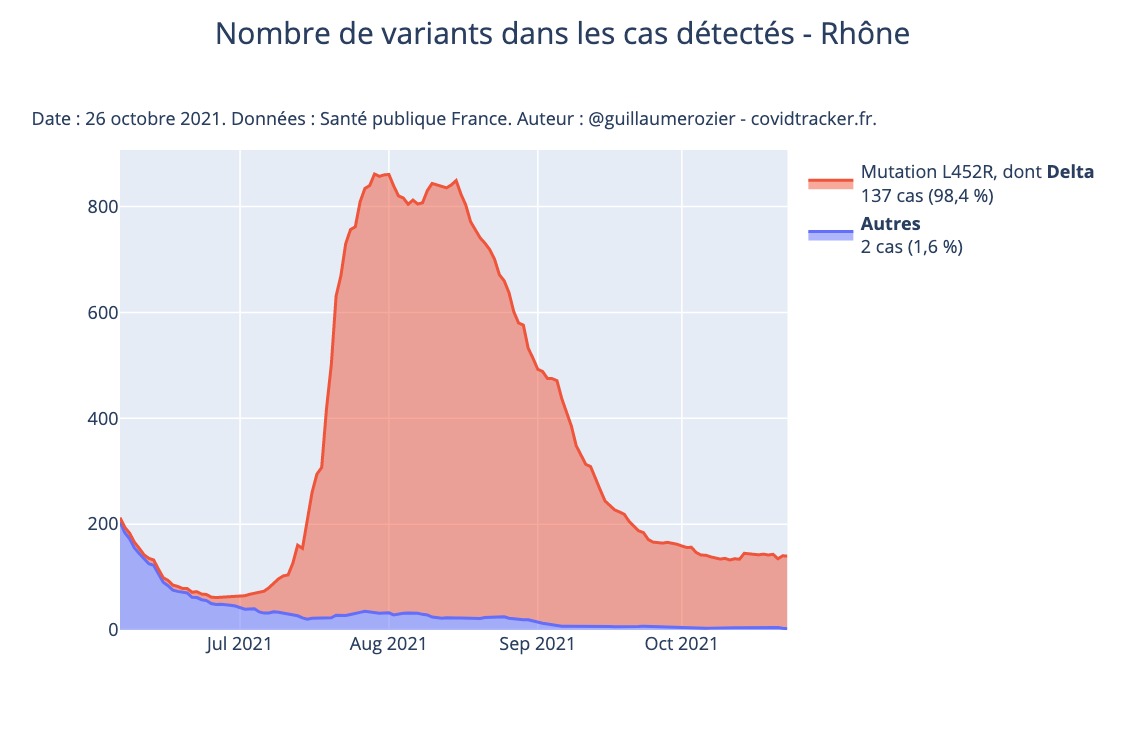 Nombre de variants dans les cas détectés - Rhône
Date : 26 octobre 2021. Données : Santé publique France. Auteur : @guillaumerozier - covidtracker.fr.
Mutation L452R, dont Delta
137 cas (98,4 %)
Autres
2 cas (1,6 %)
800
600
400
200
0
Jul 2021 Aug 2021 Sep 2021 Oct 2021